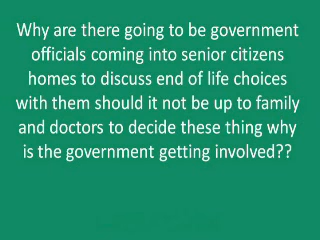 Why are there going to be government
officials coming into senior citizens
homes to discuss end of life choices
with them should it not be up to family
and doctors to decide these thing why
is the government getting involved??